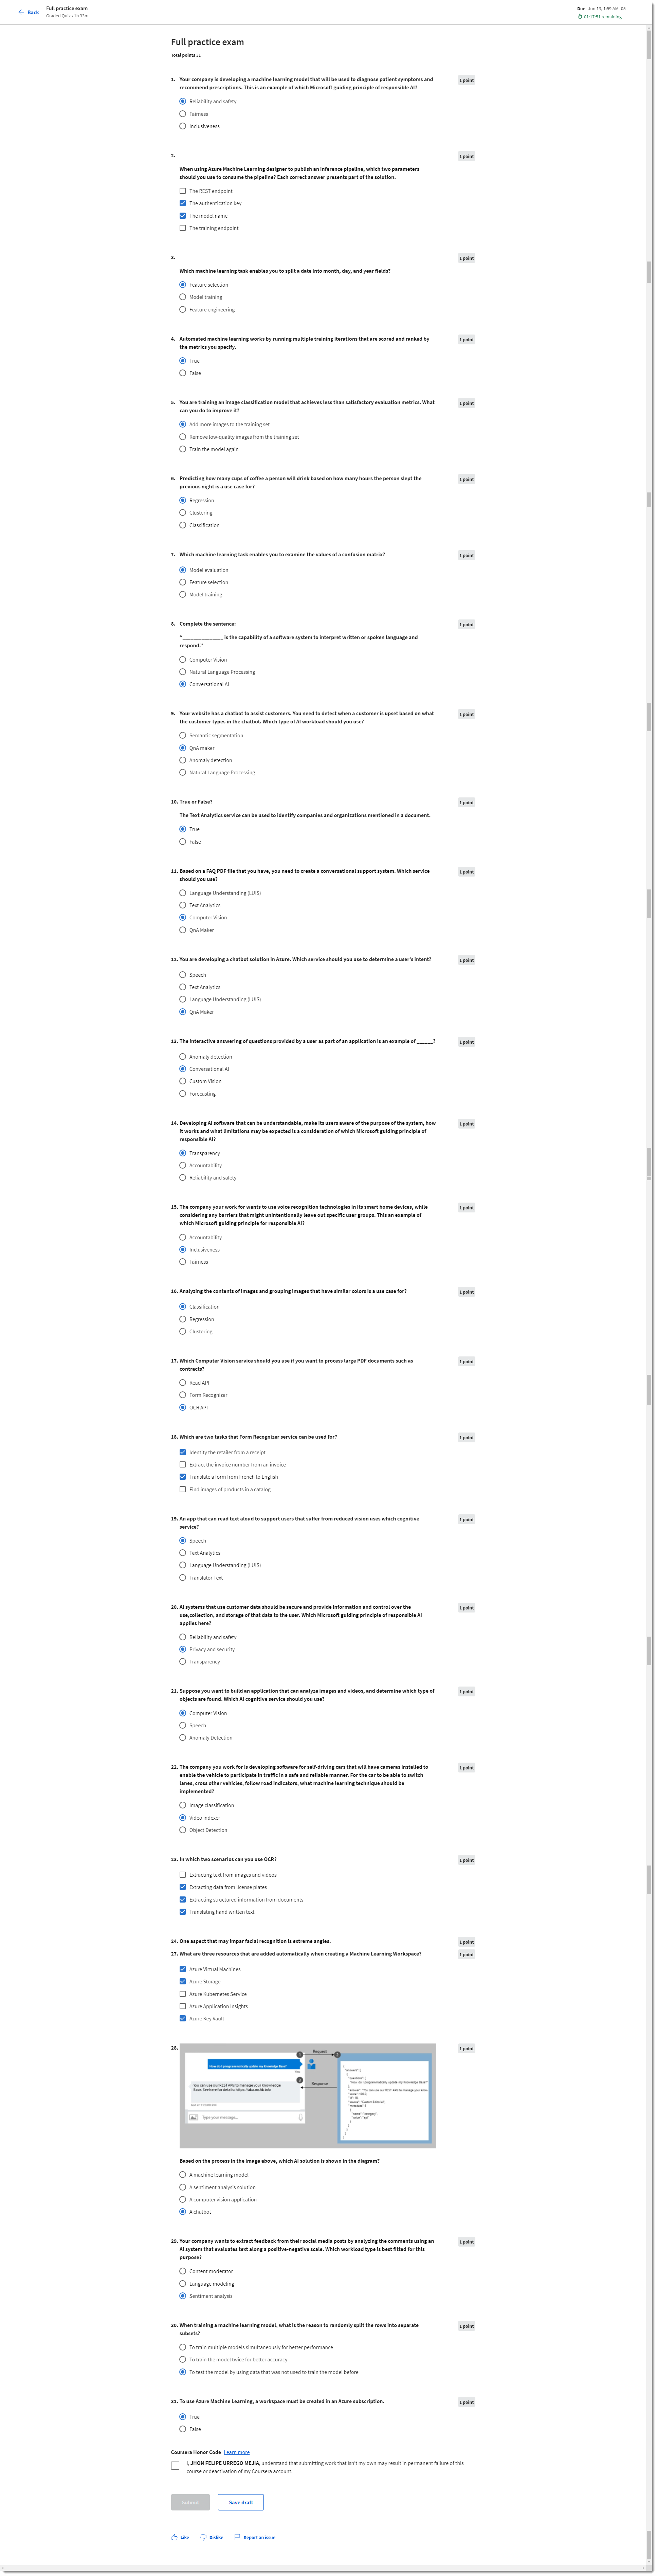 Back
Full practice exam
Graded Quiz • 1h 33m
Due Jun 13, 1:59 AM -05
01:17:51 remaining
Full practice exam
Total points 31
1. Your company is developing a machine learning model that will be used to diagnose patient symptoms and
recommend prescriptions. This is an example of which Microsoft guiding principle of responsible AI?
1 point
Reliability and safety
Fairness
Inclusiveness
2.
1 point
When using Azure Machine Learning designer to publish an inference pipeline, which two parameters
should you use to consume the pipeline? Each correct answer presents part of the solution.
The REST endpoint
The authentication key
The model name
The training endpoint
3.
1 point
Which machine learning task enables you to split a date into month, day, and year fields?
Feature selection
Model training
Feature engineering
4. Automated machine learning works by running multiple training iterations that are scored and ranked by
the metrics you specify.
1 point
True
False
5. You are training an image classification model that achieves less than satisfactory evaluation metrics. What
can you do to improve it?
1 point
Add more images to the training set
Remove low-quality images from the training set
Train the model again
6. Predicting how many cups of coffee a person will drink based on how many hours the person slept the
previous night is a use case for?
1 point
Regression
Clustering
Classification
7. Which machine learning task enables you to examine the values of a confusion matrix?
1 point
Model evaluation
Feature selection
Model training
8. Complete the sentence:
1 point
"_______________ is the capability of a software system to interpret written or spoken language and
respond."
Computer Vision
Natural Language Processing
Conversational AI
9. Your website has a chatbot to assist customers. You need to detect when a customer is upset based on what
the customer types in the chatbot. Which type of AI workload should you use?
1 point
Semantic segmentation
QnA maker
Anomaly detection
Natural Language Processing
10. True or False?
1 point
The Text Analytics service can be used to identify companies and organizations mentioned in a document.
True
False
11. Based on a FAQ PDF file that you have, you need to create a conversational support system. Which service
should you use?
1 point
Language Understanding (LUIS)
Text Analytics
Computer Vision
QnA Maker
12. You are developing a chatbot solution in Azure. Which service should you use to determine a user's intent?
1 point
Speech
Text Analytics
Language Understanding (LUIS)
QnA Maker
13. The interactive answering of questions provided by a user as part of an application is an example of ______?
1 point
Anomaly detection
Conversational AI
Custom Vision
Forecasting
14. Developing AI software that can be understandable, make its users aware of the purpose of the system, how
it works and what limitations may be expected is a consideration of which Microsoft guiding principle of
responsible AI?
1 point
Transparency
Accountability
Reliability and safety
15. The company your work for wants to use voice recognition technologies in its smart home devices, while
considering any barriers that might unintentionally leave out specific user groups. This an example of
which Microsoft guiding principle for responsible AI?
1 point
Accountability
Inclusiveness
Fairness
16. Analyzing the contents of images and grouping images that have similar colors is a use case for?
1 point
Classification
Regression
Clustering
17. Which Computer Vision service should you use if you want to process large PDF documents such as
contracts?
1 point
Read API
Form Recognizer
OCR API
18. Which are two tasks that Form Recognizer service can be used for?
1 point
Identity the retailer from a receipt
Extract the invoice number from an invoice
Translate a form from French to English
Find images of products in a catalog
19. An app that can read text aloud to support users that suffer from reduced vision uses which cognitive
service?
1 point
Speech
Text Analytics
Language Understanding (LUIS)
Translator Text
20. AI systems that use customer data should be secure and provide information and control over the
use,collection, and storage of that data to the user. Which Microsoft guiding principle of responsible AI
applies here?
1 point
Reliability and safety
Privacy and security
Transparency
21. Suppose you want to build an application that can analyze images and videos, and determine which type of
objects are found. Which AI cognitive service should you use?
1 point
Computer Vision
Speech
Anomaly Detection
22. The company you work for is developing software for self-driving cars that will have cameras installed to
enable the vehicle to participate in traffic in a safe and reliable manner. For the car to be able to switch
lanes, cross other vehicles, follow road indicators, what machine learning technique should be
implemented?
1 point
Image classification
Video indexer
Object Detection
23. In which two scenarios can you use OCR?
1 point
Extracting text from images and videos
Extracting data from license plates
Extracting structured information from documents
Translating hand written text
24. One aspect that may impar facial recognition is extreme angles.
1 point
27. What are three resources that are added automatically when creating a Machine Learning Workspace?
1 point
Azure Virtual Machines
Azure Storage
Azure Kubernetes Service
Azure Application Insights
Azure Key Vault
28.
1 point
Request
How do I programmatically update my Knowledge Base?
Response
You can use our REST APIs to manage your Knowledge
Base.
Type your message...
Based on the process in the image above, which AI solution is shown in the diagram?
A machine learning model
A sentiment analysis solution
A computer vision application
A chatbot
29. Your company wants to extract feedback from their social media posts by analyzing the comments using an
AI system that evaluates text along a positive-negative scale. Which workload type is best fitted for this
purpose?
1 point
Content moderator
Language modeling
Sentiment analysis
30. When training a machine learning model, what is the reason to randomly split the rows into separate
subsets?
1 point
To train multiple models simultaneously for better performance
To train the model twice for better accuracy
To test the model by using data that was not used to train the model before
31. To use Azure Machine Learning, a workspace must be created in an Azure subscription.
1 point
True
False
Coursera Honor Code Learn more
I, JHON FELIPE URREGO MEJIA, understand that submitting work that isn't my own may result in permanent failure of this
course or deactivation of my Coursera account.
Submit
Save draft
Like
Dislike
Report an issue